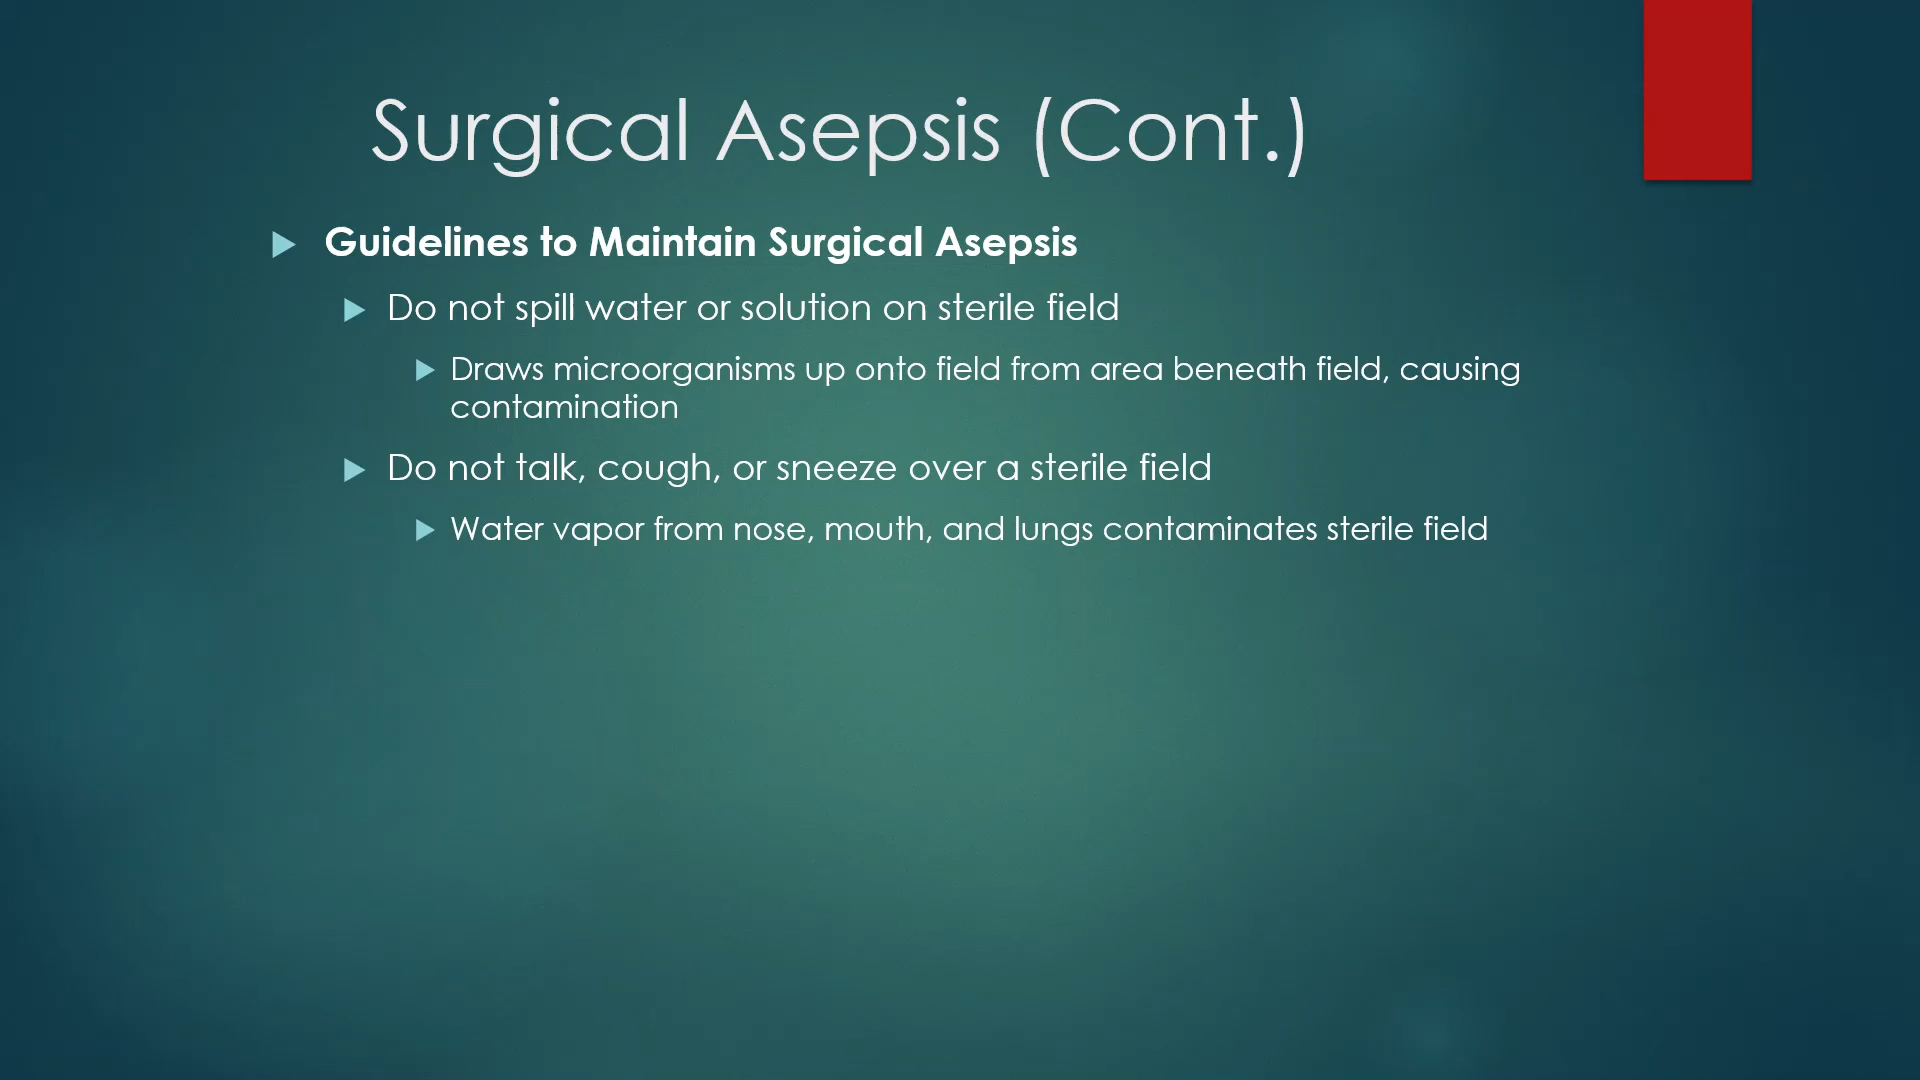 Surgical Asepsis (Cont.)
Guidelines to Maintain Surgical Asepsis
Do not spill water or solution on sterile field
Draws microorganisms up onto field from area beneath field, causing
contamination
Do not talk, cough, or sneeze over a sterile field
Water vapor from nose, mouth, and lungs contaminates sterile field